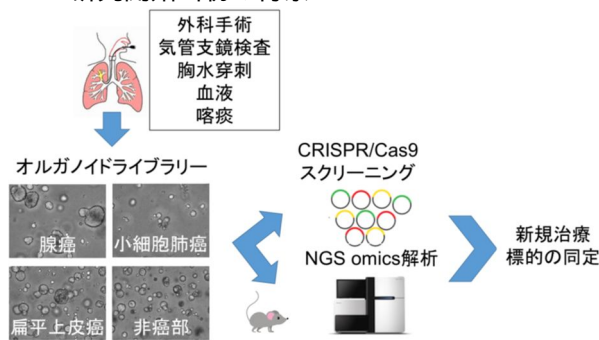 外科手術
気管支鏡検査
胸水穿刺
血液
喀痰
オルガノイドライブラリー
腺癌
小細胞肺癌
扁平上皮癌
非癌部
CRISPR/Cas9
スクリーニング
NGS omics解析
新規治療
標的の同定